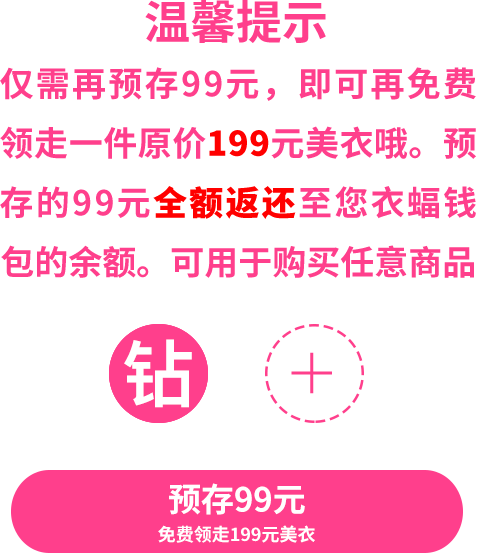 温馨提示
仅需再预存99元，即可再免费
领走一件原价199元美衣哦。预
存的99元全额返还至您衣蝠钱
包的余额。可用于购买任意商品
钻
预存99元
免费领走199元美衣